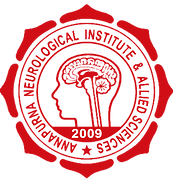 ANNAPURNA NEUROLOGICAL INSTITUTE & ALLIED SCIENCES
2009